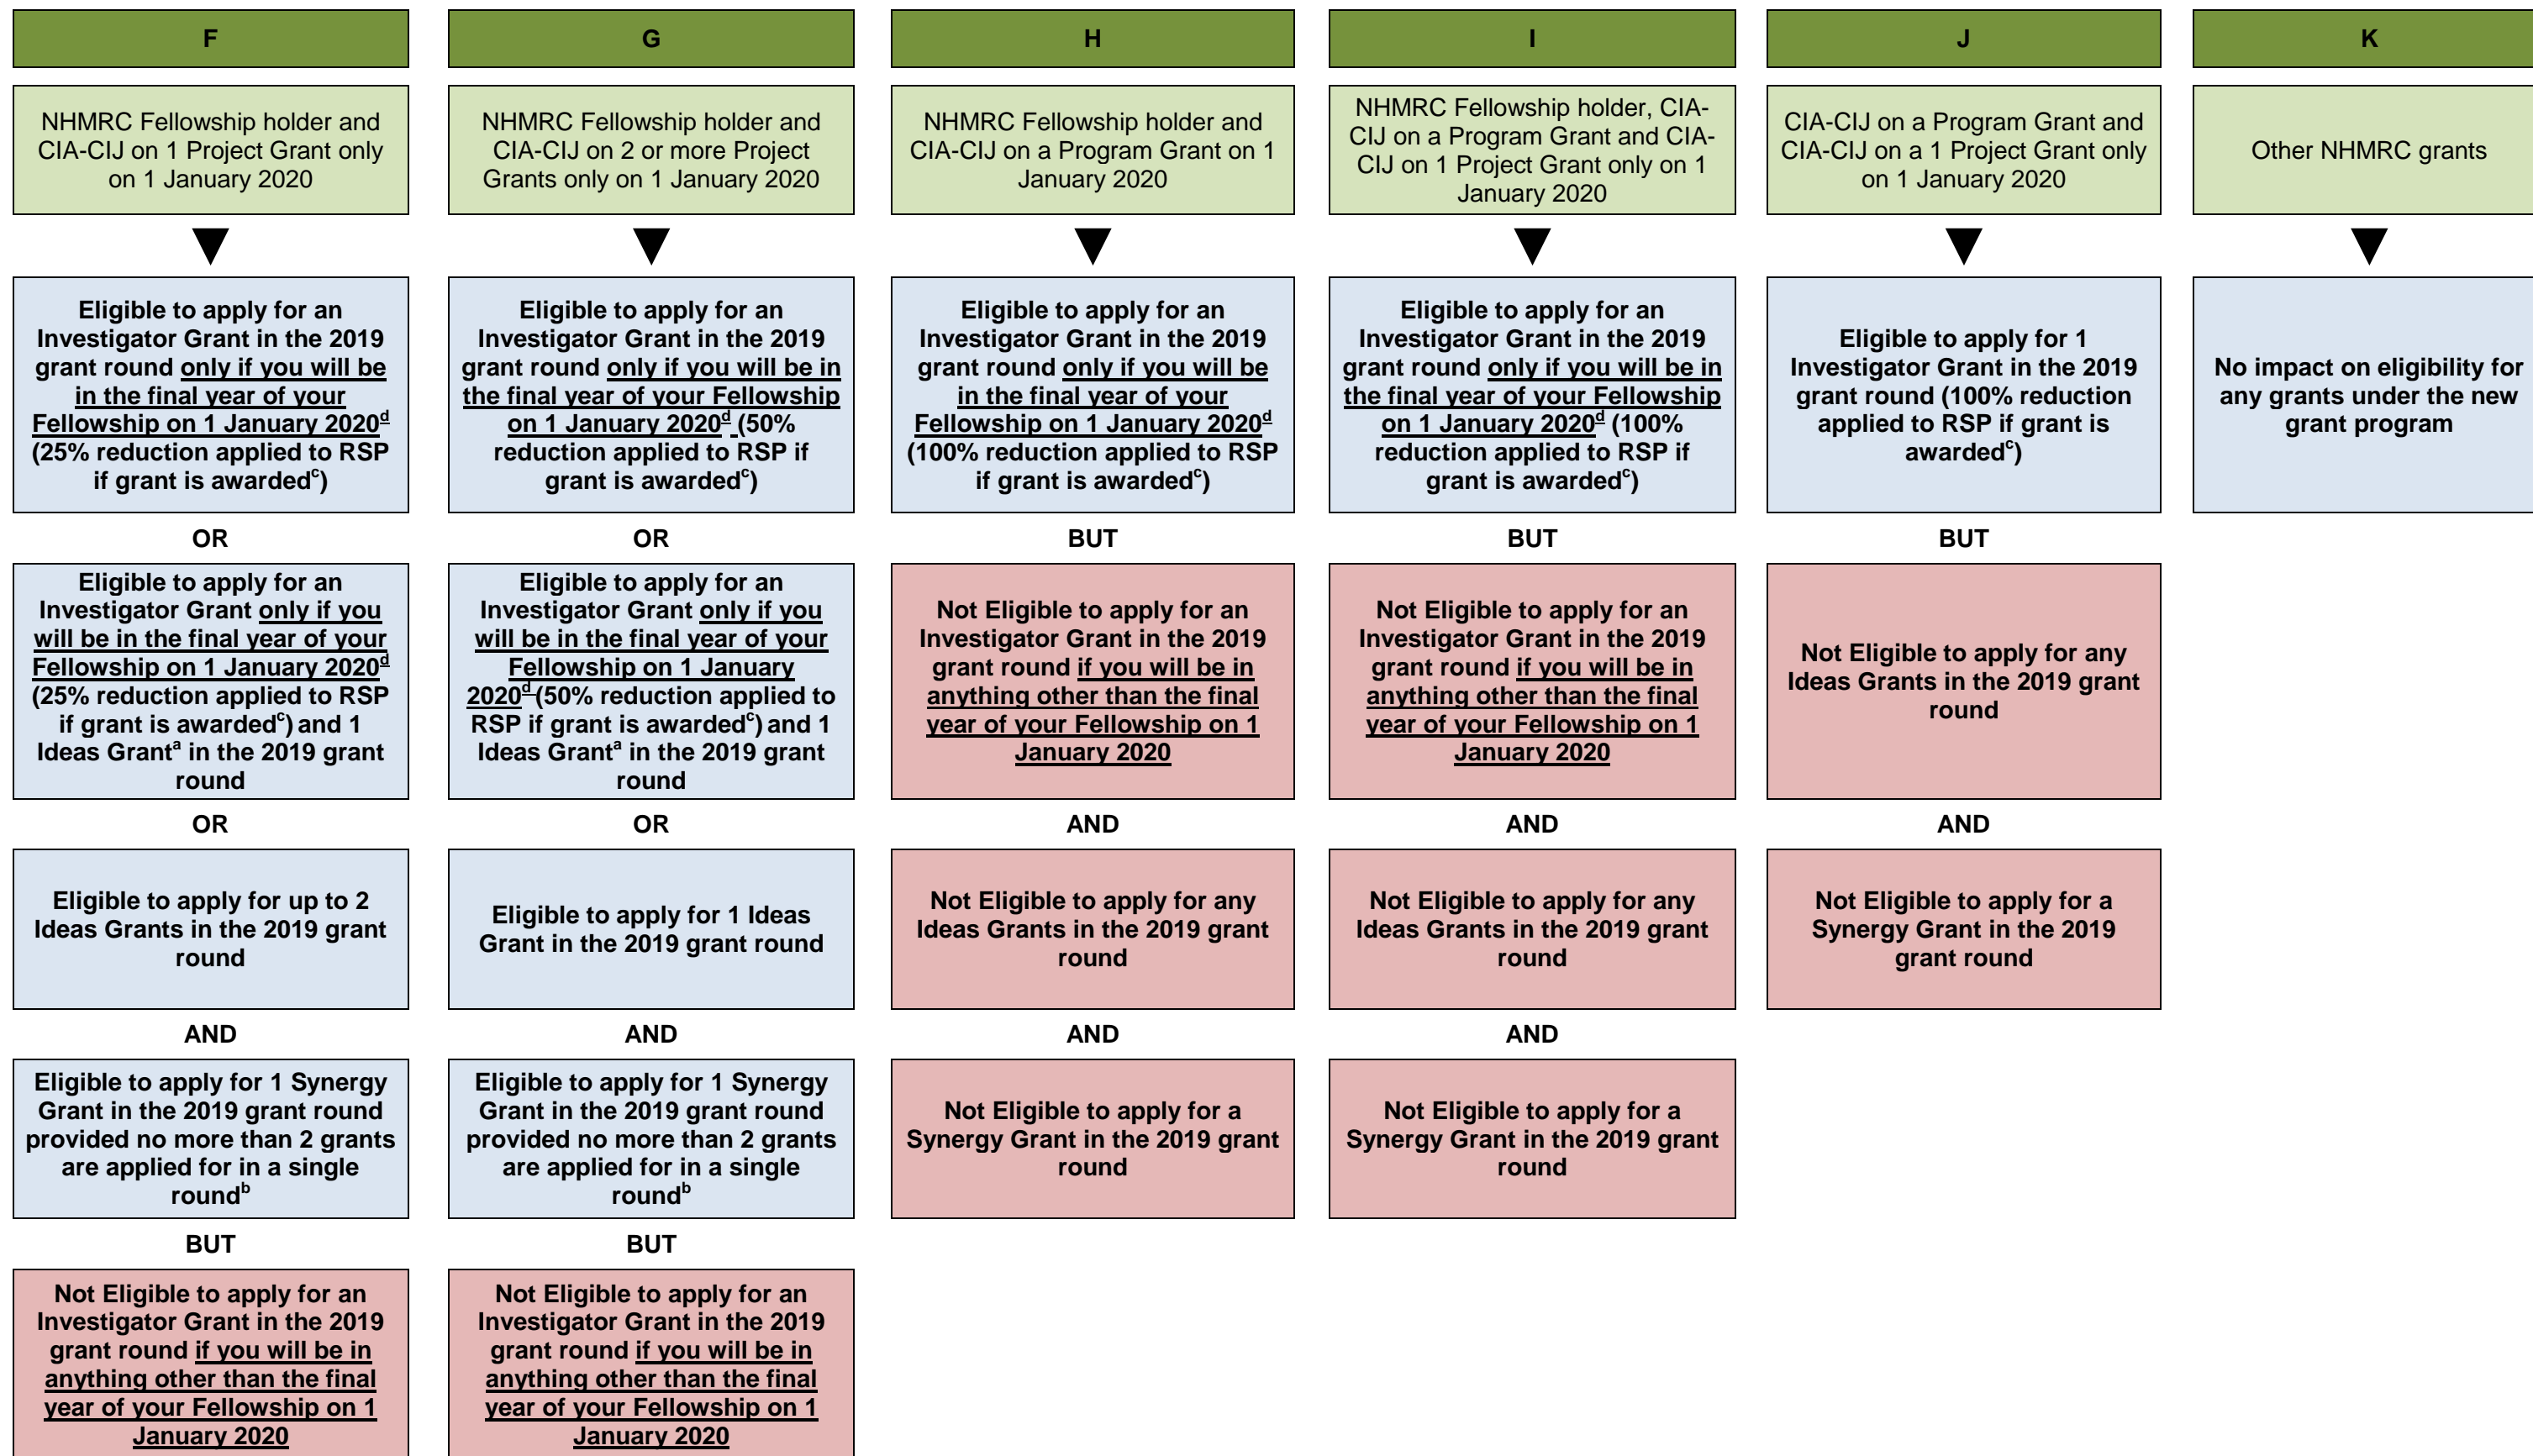 F
NHMRC Fellowship holder and
CIA-CIJ on 1 Project Grant only
on 1 January 2020
Eligible to apply for an
Investigator Grant in the 2019
grant round only if you will be
in the final year of your
Fellowship on 1 January 2020d
(25% reduction applied to RSP
if grant is awardedc)
OR
Eligible to apply for an
Investigator Grant only if you
will be in the final year of your
Fellowship on 1 January 2020d
(25% reduction applied to RSP
if grant is awardedc) and 1
Ideas Granta in the 2019 grant
round
OR
Eligible to apply for up to 2
Ideas Grants in the 2019 grant
round
AND
Eligible to apply for 1 Synergy
Grant in the 2019 grant round
provided no more than 2 grants
are applied for in a single
roundb
BUT
Not Eligible to apply for an
Investigator Grant in the 2019
grant round if you will be in
anything other than the final
year of your Fellowship on 1
January 2020
G
NHMRC Fellowship holder and
CIA-CIJ on 2 or more Project
Grants only on 1 January 2020
Eligible to apply for an
Investigator Grant in the 2019
grant round only if you will be in
the final year of your Fellowship
on 1 January 2020d (50%
reduction applied to RSP if
grant is awardedc)
OR
Eligible to apply for an
Investigator Grant only if you
will be in the final year of your
Fellowship on 1 January
2020d (50% reduction applied to
RSP if grant is awardedc) and 1
Ideas Granta in the 2019 grant
round
OR
Eligible to apply for 1 Ideas
Grant in the 2019 grant round
AND
Eligible to apply for 1 Synergy
Grant in the 2019 grant round
provided no more than 2 grants
are applied for in a single
roundb
BUT
Not Eligible to apply for an
Investigator Grant in the 2019
grant round if you will be in
anything other than the final
year of your Fellowship on 1
January 2020
H
NHMRC Fellowship holder and
CIA-CIJ on a Program Grant on 1
January 2020
Eligible to apply for an
Investigator Grant in the 2019
grant round only if you will be
in the final year of your
Fellowship on 1 January 2020d
(100% reduction applied to RSP
if grant is awardedc)
BUT
Not Eligible to apply for an
Investigator Grant in the 2019
grant round if you will be in
anything other than the final
year of your Fellowship on 1
January 2020
AND
Not Eligible to apply for any
Ideas Grants in the 2019 grant
round
AND
Not Eligible to apply for a
Synergy Grant in the 2019 grant
round
I
NHMRC Fellowship holder, CIA-
CIJ on a Program Grant and CIA-
CIJ on 1 Project Grant only on 1
January 2020
Eligible to apply for an
Investigator Grant in the 2019
grant round only if you will be in
the final year of your Fellowship
on 1 January 2020d (100%
reduction applied to RSP if
grant is awardedc)
BUT
Not Eligible to apply for an
Investigator Grant in the 2019
grant round if you will be in
anything other than the final
year of your Fellowship on 1
January 2020
AND
Not Eligible to apply for any
Ideas Grants in the 2019 grant
round
AND
Not Eligible to apply for a
Synergy Grant in the 2019 grant
round
J
CIA-CIJ on a Program Grant and
CIA-CIJ on a 1 Project Grant only
on 1 January 2020
Eligible to apply for 1
Investigator Grant in the 2019
grant round (100% reduction
applied to RSP if grant is
awardedc)
BUT
Not Eligible to apply for any
Ideas Grants in the 2019 grant
round
AND
Not Eligible to apply for a
Synergy Grant in the 2019
grant round
K
Other NHMRC grants
No impact on eligibility for
any grants under the new
grant program